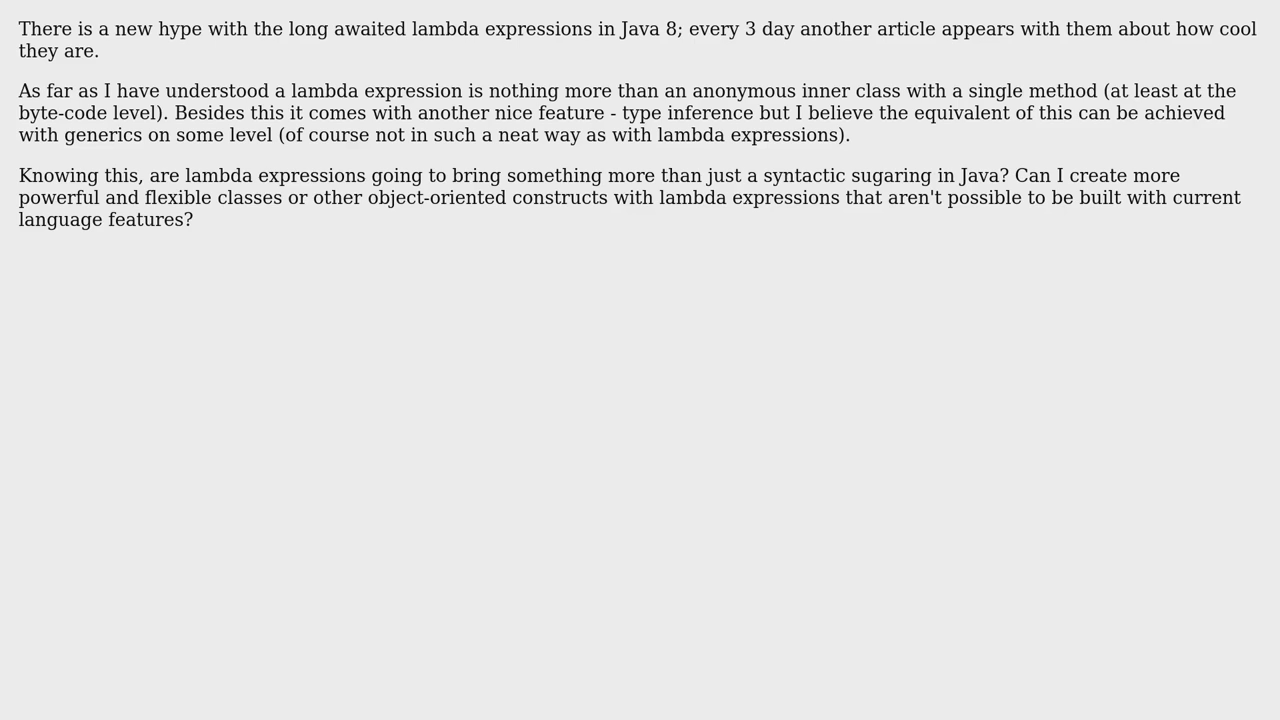 There is a new hype with the long awaited lambda expressions in Java 8; every 3 day another article appears with them about how cool
they are.
As far as I have understood a lambda expression is nothing more than an anonymous inner class with a single method (at least at the
byte-code level). Besides this it comes with another nice feature - type inference but I believe the equivalent of this can be achieved
with generics on some level (of course not in such a neat way as with lambda expressions).
Knowing this, are lambda expressions going to bring something more than just a syntactic sugaring in Java? Can I create more
powerful and flexible classes or other object-oriented constructs with lambda expressions that aren't possible to be built with current
language features?